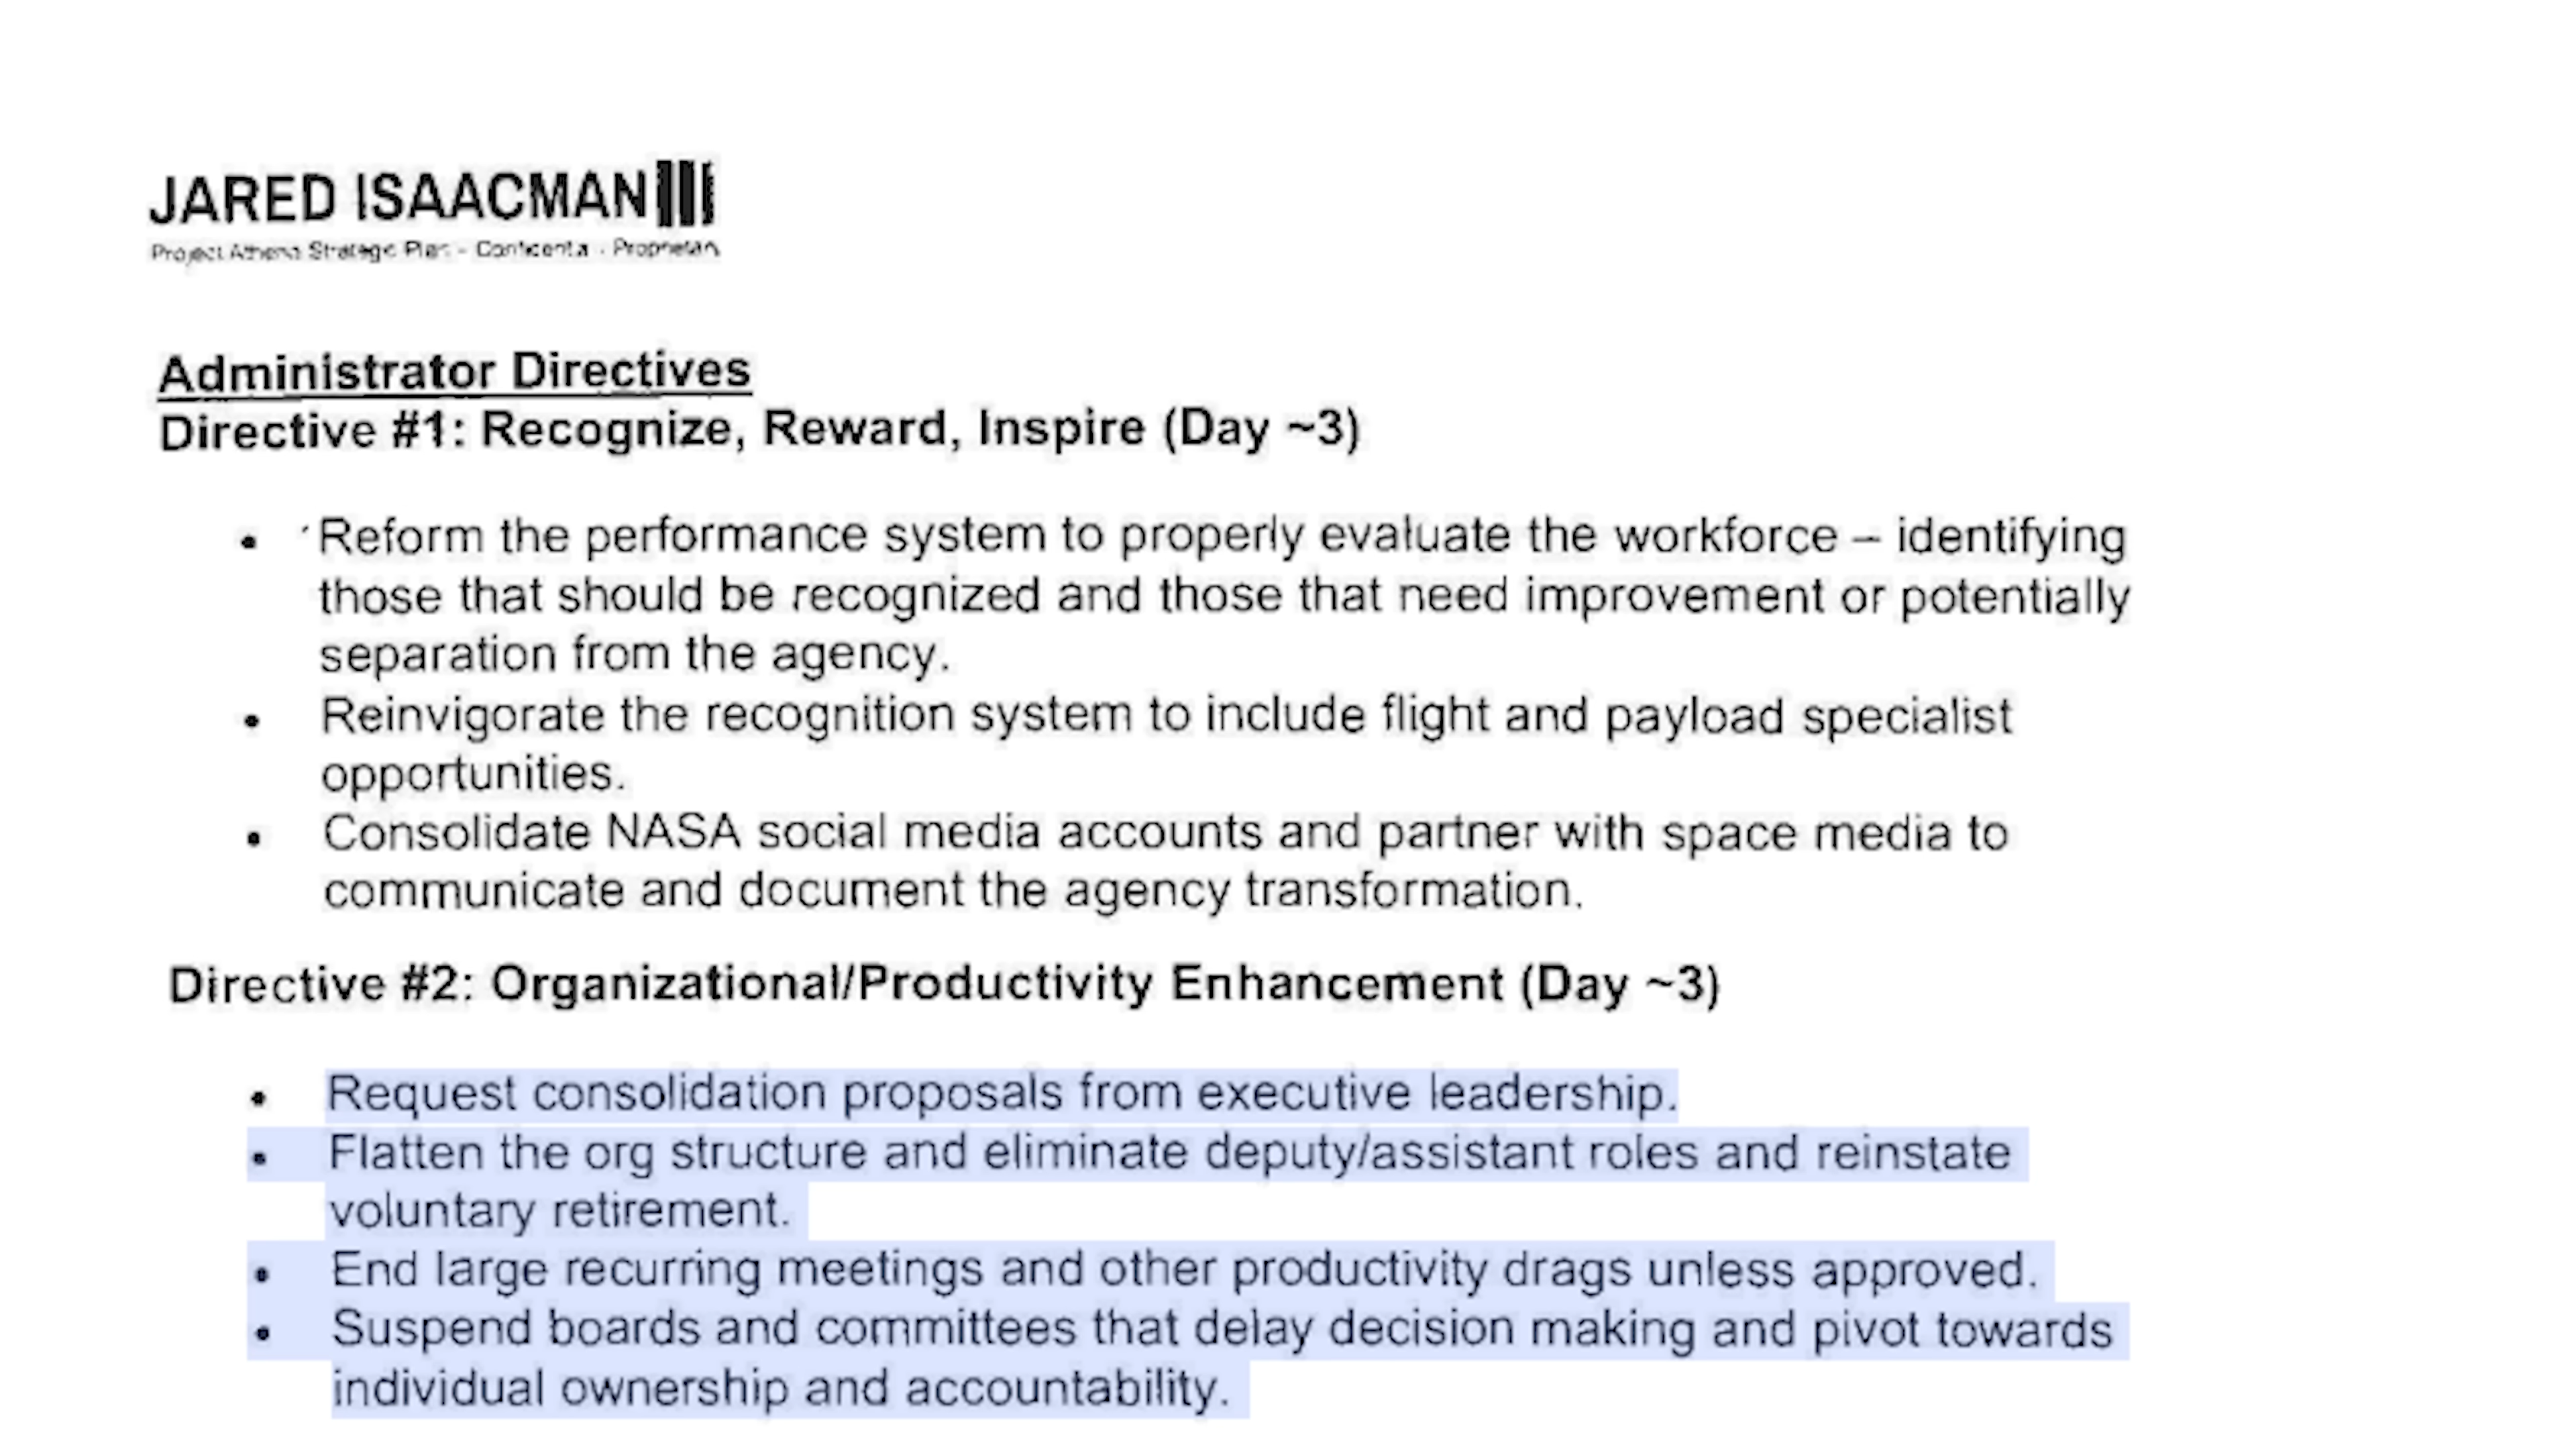 JARED ISAACMAN
Project Athena Strategic Plan - Confidential - Proprietary
Administrator Directives
Directive #1: Recognize, Reward, Inspire (Day ~3)
• Reform the performance system to properly evaluate the workforce – identifying
those that should be recognized and those that need improvement or potentially
separation from the agency.
• Reinvigorate the recognition system to include flight and payload specialist
opportunities.
• Consolidate NASA social media accounts and partner with space media to
communicate and document the agency transformation.
Directive #2: Organizational/Productivity Enhancement (Day ~3)
• Request consolidation proposals from executive leadership.
• Flatten the org structure and eliminate deputy/assistant roles and reinstate
voluntary retirement.
• End large recurring meetings and other productivity drags unless approved.
• Suspend boards and committees that delay decision making and pivot towards
individual ownership and accountability.